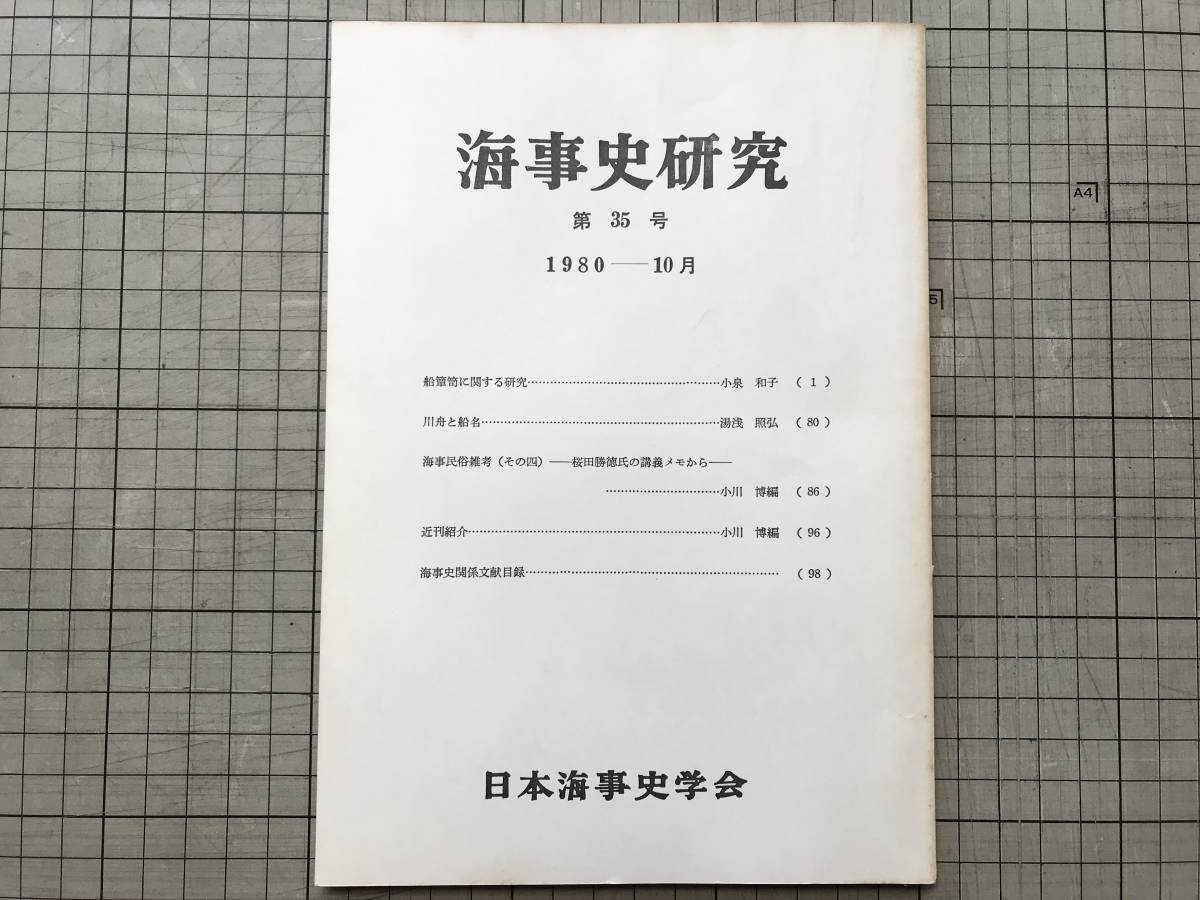 海事史研究
第 35 号
1980──10月
船簞笥に関する研究………………………………………小泉 和子 ( 1 )
川舟と船名………………………………………………湯浅 照弘 ( 80 )
海事民俗雑考(その四)──桜田勝徳氏の講義メモから──
…………………………小川 博編 ( 86 )
近刊紹介…………………………………………………小川 博編 ( 96 )
海事史関係文献目録………………………………………………… ( 98 )
日本海事史学会
A4
5